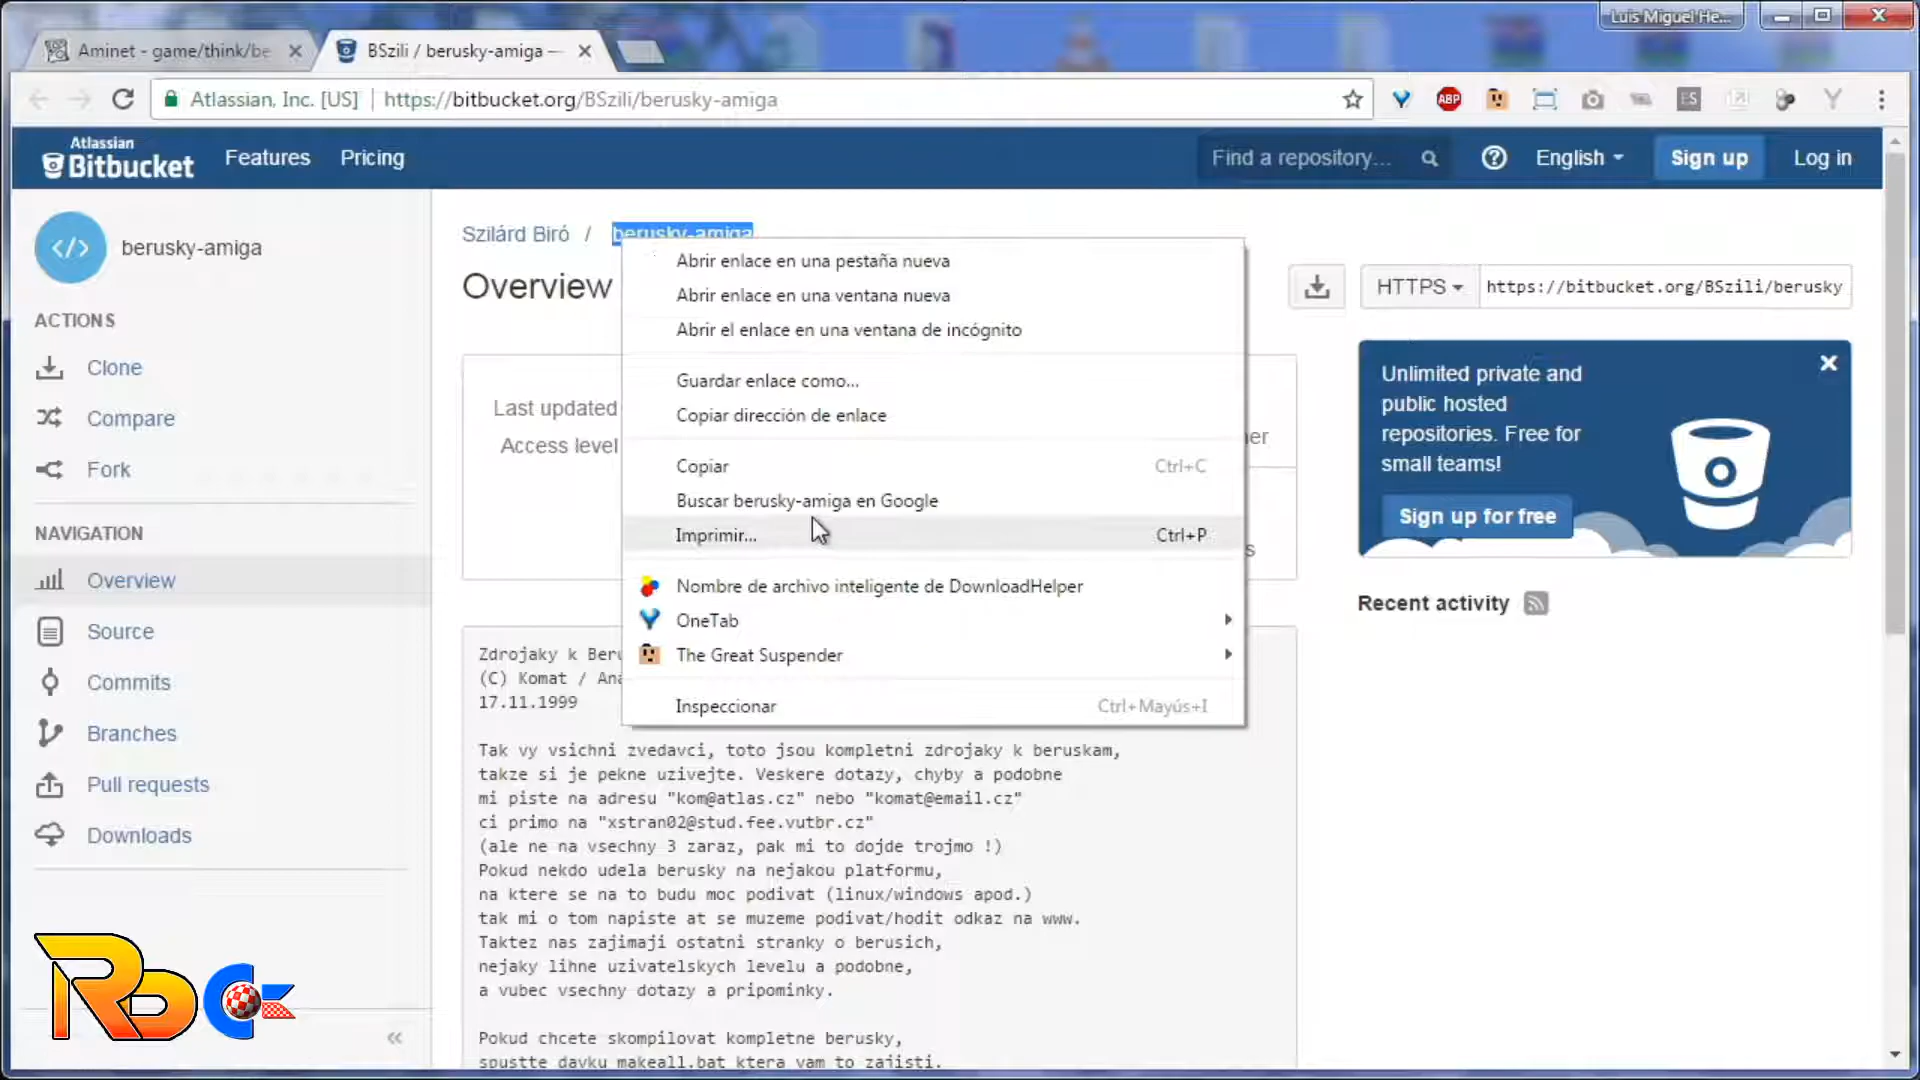 Luis Miguel He...
Aminet - game/think/be
BSzili / berusky-amiga —
Atlassian, Inc. [US]
https://bitbucket.org/BSzili/berusky-amiga
ABP
ES
Atlassian
Bitbucket
Features
Pricing
Find a repository...
English
Sign up
Log in
berusky-amiga
ACTIONS
Clone
Compare
Fork
NAVIGATION
Overview
Source
Commits
Branches
Pull requests
Downloads
Szilárd Biró / berusky-amiga
Overview
HTTPS
https://bitbucket.org/BSzili/berusky
Last updated
Access level
Abrir enlace en una pestaña nueva
Abrir enlace en una ventana nueva
Abrir el enlace en una ventana de incógnito
Guardar enlace como...
Copiar dirección de enlace
Copiar Ctrl+C
Buscar berusky-amiga en Google
Imprimir... Ctrl+P
Nombre de archivo inteligente de DownloadHelper
OneTab
The Great Suspender
Inspeccionar Ctrl+Mayús+I
Unlimited private and
public hosted
repositories. Free for
small teams!
Sign up for free
Recent activity
Zdrojaky k Beru
(C) Komat / Ana
17.11.1999
Tak vy vsichni zvedavci, toto jsou kompletni zdrojaky k beruskam,
takze si je pekne uzivejte. Veskere dotazy, chyby a podobne
mi piste na adresu "kom@atlas.cz" nebo "komat@email.cz"
ci primo na "xstran02@stud.fee.vutbr.cz"
(ale ne na vsechny 3 zaraz, pak mi to dojde trojmo !)
Pokud nekdo udela berusky na nejakou platformu,
na ktere se na to budu moc podivat (linux/windows apod.)
tak mi o tom napiste at se muzeme podivat/hodit odkaz na www.
Taktez nas zajimaji ostatni stranky o berusich,
nejaky lihne uzivatelskych levelu a podobne,
a vubec vsechny dotazy a pripominky.
Pokud chcete skompilovat kompletne berusky,
spustte davku makeall.bat ktera vam to zajisti.